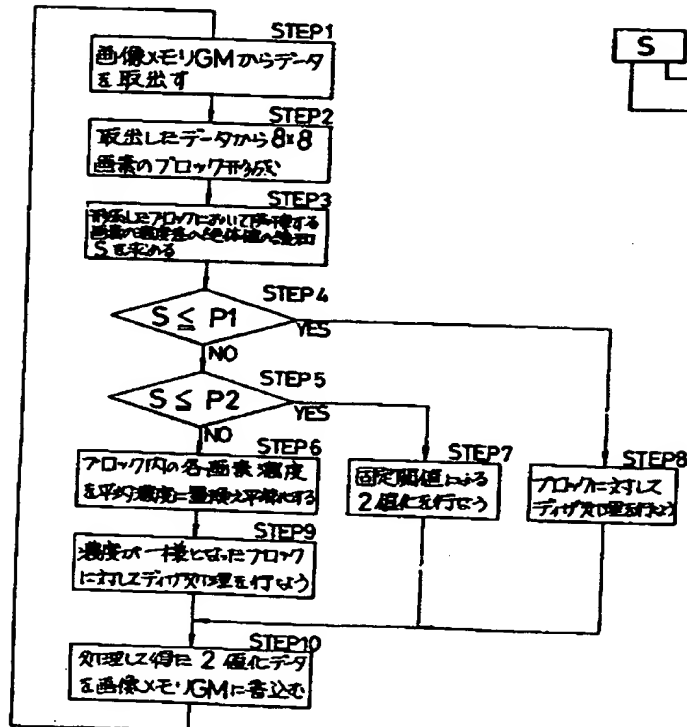 STEP1
画像メモリGMからデータ
を取出す
S
STEP2
取出したデータから8×8
画素のブロック形成
STEP3
形成したブロックにおいて隣接する
画素の濃度差の絶対値の総和
Sを求める
STEP4
S ≦ P1
YES
NO
STEP5
S ≦ P2
YES
NO
STEP6
ブロック内の各画素濃度
を平均濃度に置換え平滑化する
STEP7
固定閾値による
2値化を行なう
STEP8
ブロックに対して
ディザ処理を行なう
STEP9
濃度が一様となったブロック
に対してディザ処理を行なう
STEP10
処理して得た2値化データ
を画像メモリGMに書込む